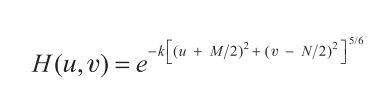 H(u,v) = e^{-k[(u + M/2)^2 + (v − N/2)^2]^{5/6}}